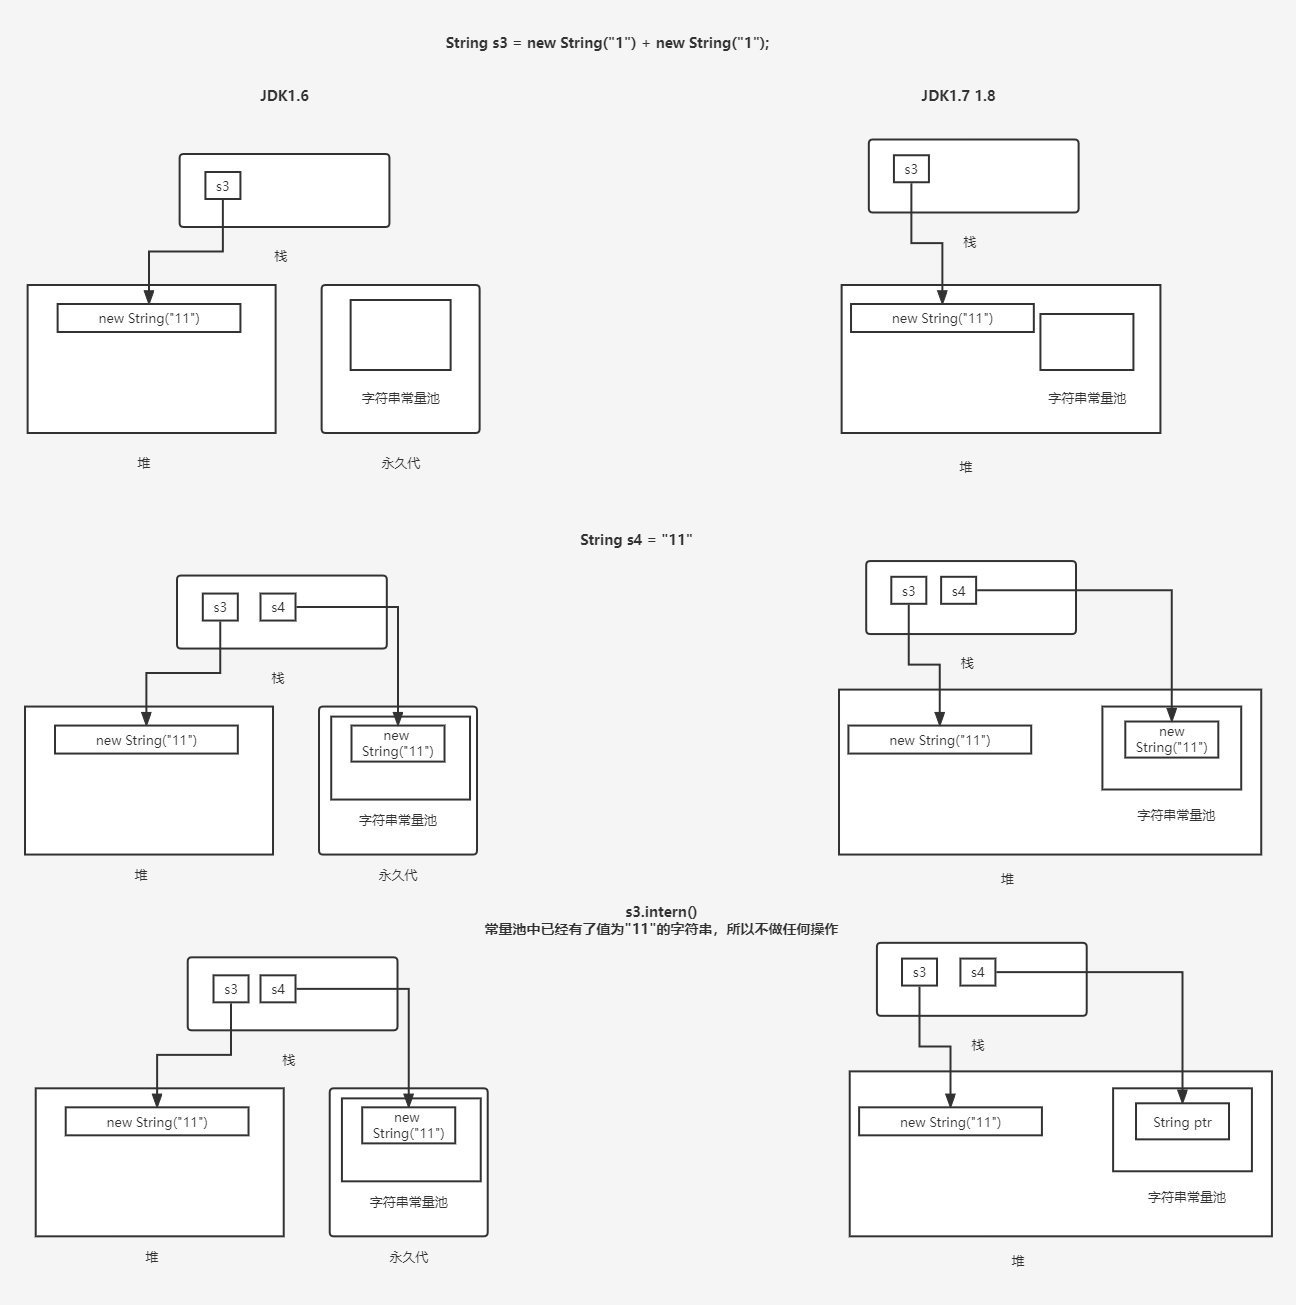 String s3 = new String("1") + new String("1");
JDK1.6
JDK1.7 1.8
s3
栈
new String("11")
字符串常量池
堆
永久代
s3
栈
new String("11")
字符串常量池
堆
String s4 = "11"
s3
s4
栈
new String("11")
new
String("11")
字符串常量池
堆
永久代
s3
s4
栈
new String("11")
new
String("11")
字符串常量池
堆
s3.intern()
常量池中已经有了值为"11"的字符串，所以不做任何操作
s3
s4
栈
new String("11")
new
String("11")
字符串常量池
堆
永久代
s3
s4
栈
new String("11")
String ptr
字符串常量池
堆